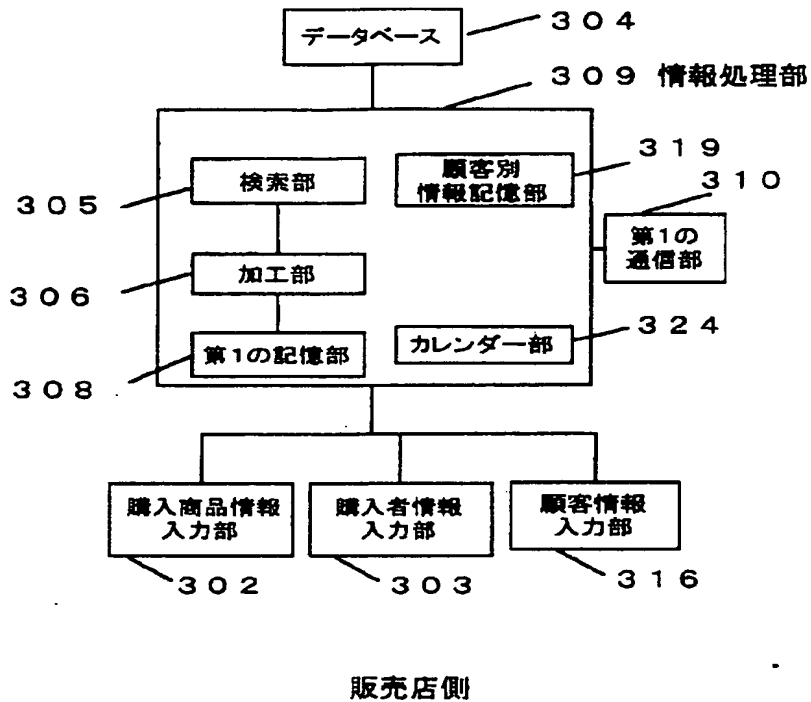 データベース
３０４
３０９ 情報処理部
検索部
顧客別
情報記憶部
３１９
３０５
３１０
第1の
通信部
加工部
３０６
カレンダー部
３２４
第1の記憶部
３０８
購入商品情報
入力部
購入者情報
入力部
顧客情報
入力部
３０２
３０３
３１６
販売店側